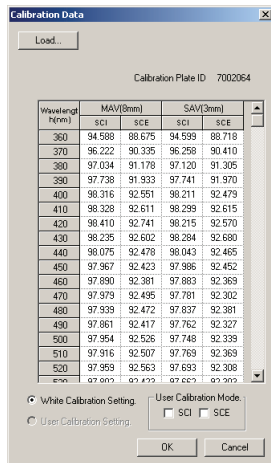 Calibration Data
Load...
Calibration Plate ID 7002064
Wavelengt MAV(8mm) SAV(3mm)
h(nm) SCI SCE SCI SCE
360 94.588 88.675 94.599 88.718
370 96.222 90.335 96.258 90.410
380 97.034 91.178 97.120 91.305
390 97.738 91.933 97.741 91.970
400 98.316 92.551 98.211 92.479
410 98.328 92.611 98.299 92.615
420 98.410 92.741 98.215 92.570
430 98.235 92.602 98.284 92.680
440 98.075 92.478 98.043 92.465
450 97.967 92.423 97.986 92.452
460 97.890 92.381 97.883 92.369
470 97.979 92.495 97.781 92.302
480 97.939 92.472 97.837 92.381
490 97.861 92.417 97.762 92.327
500 97.954 92.526 97.748 92.339
510 97.916 92.507 97.769 92.369
520 97.959 92.563 97.693 92.308
White Calibration Setting.
User Calibration Setting.
User Calibration Mode.
SCI SCE
OK Cancel